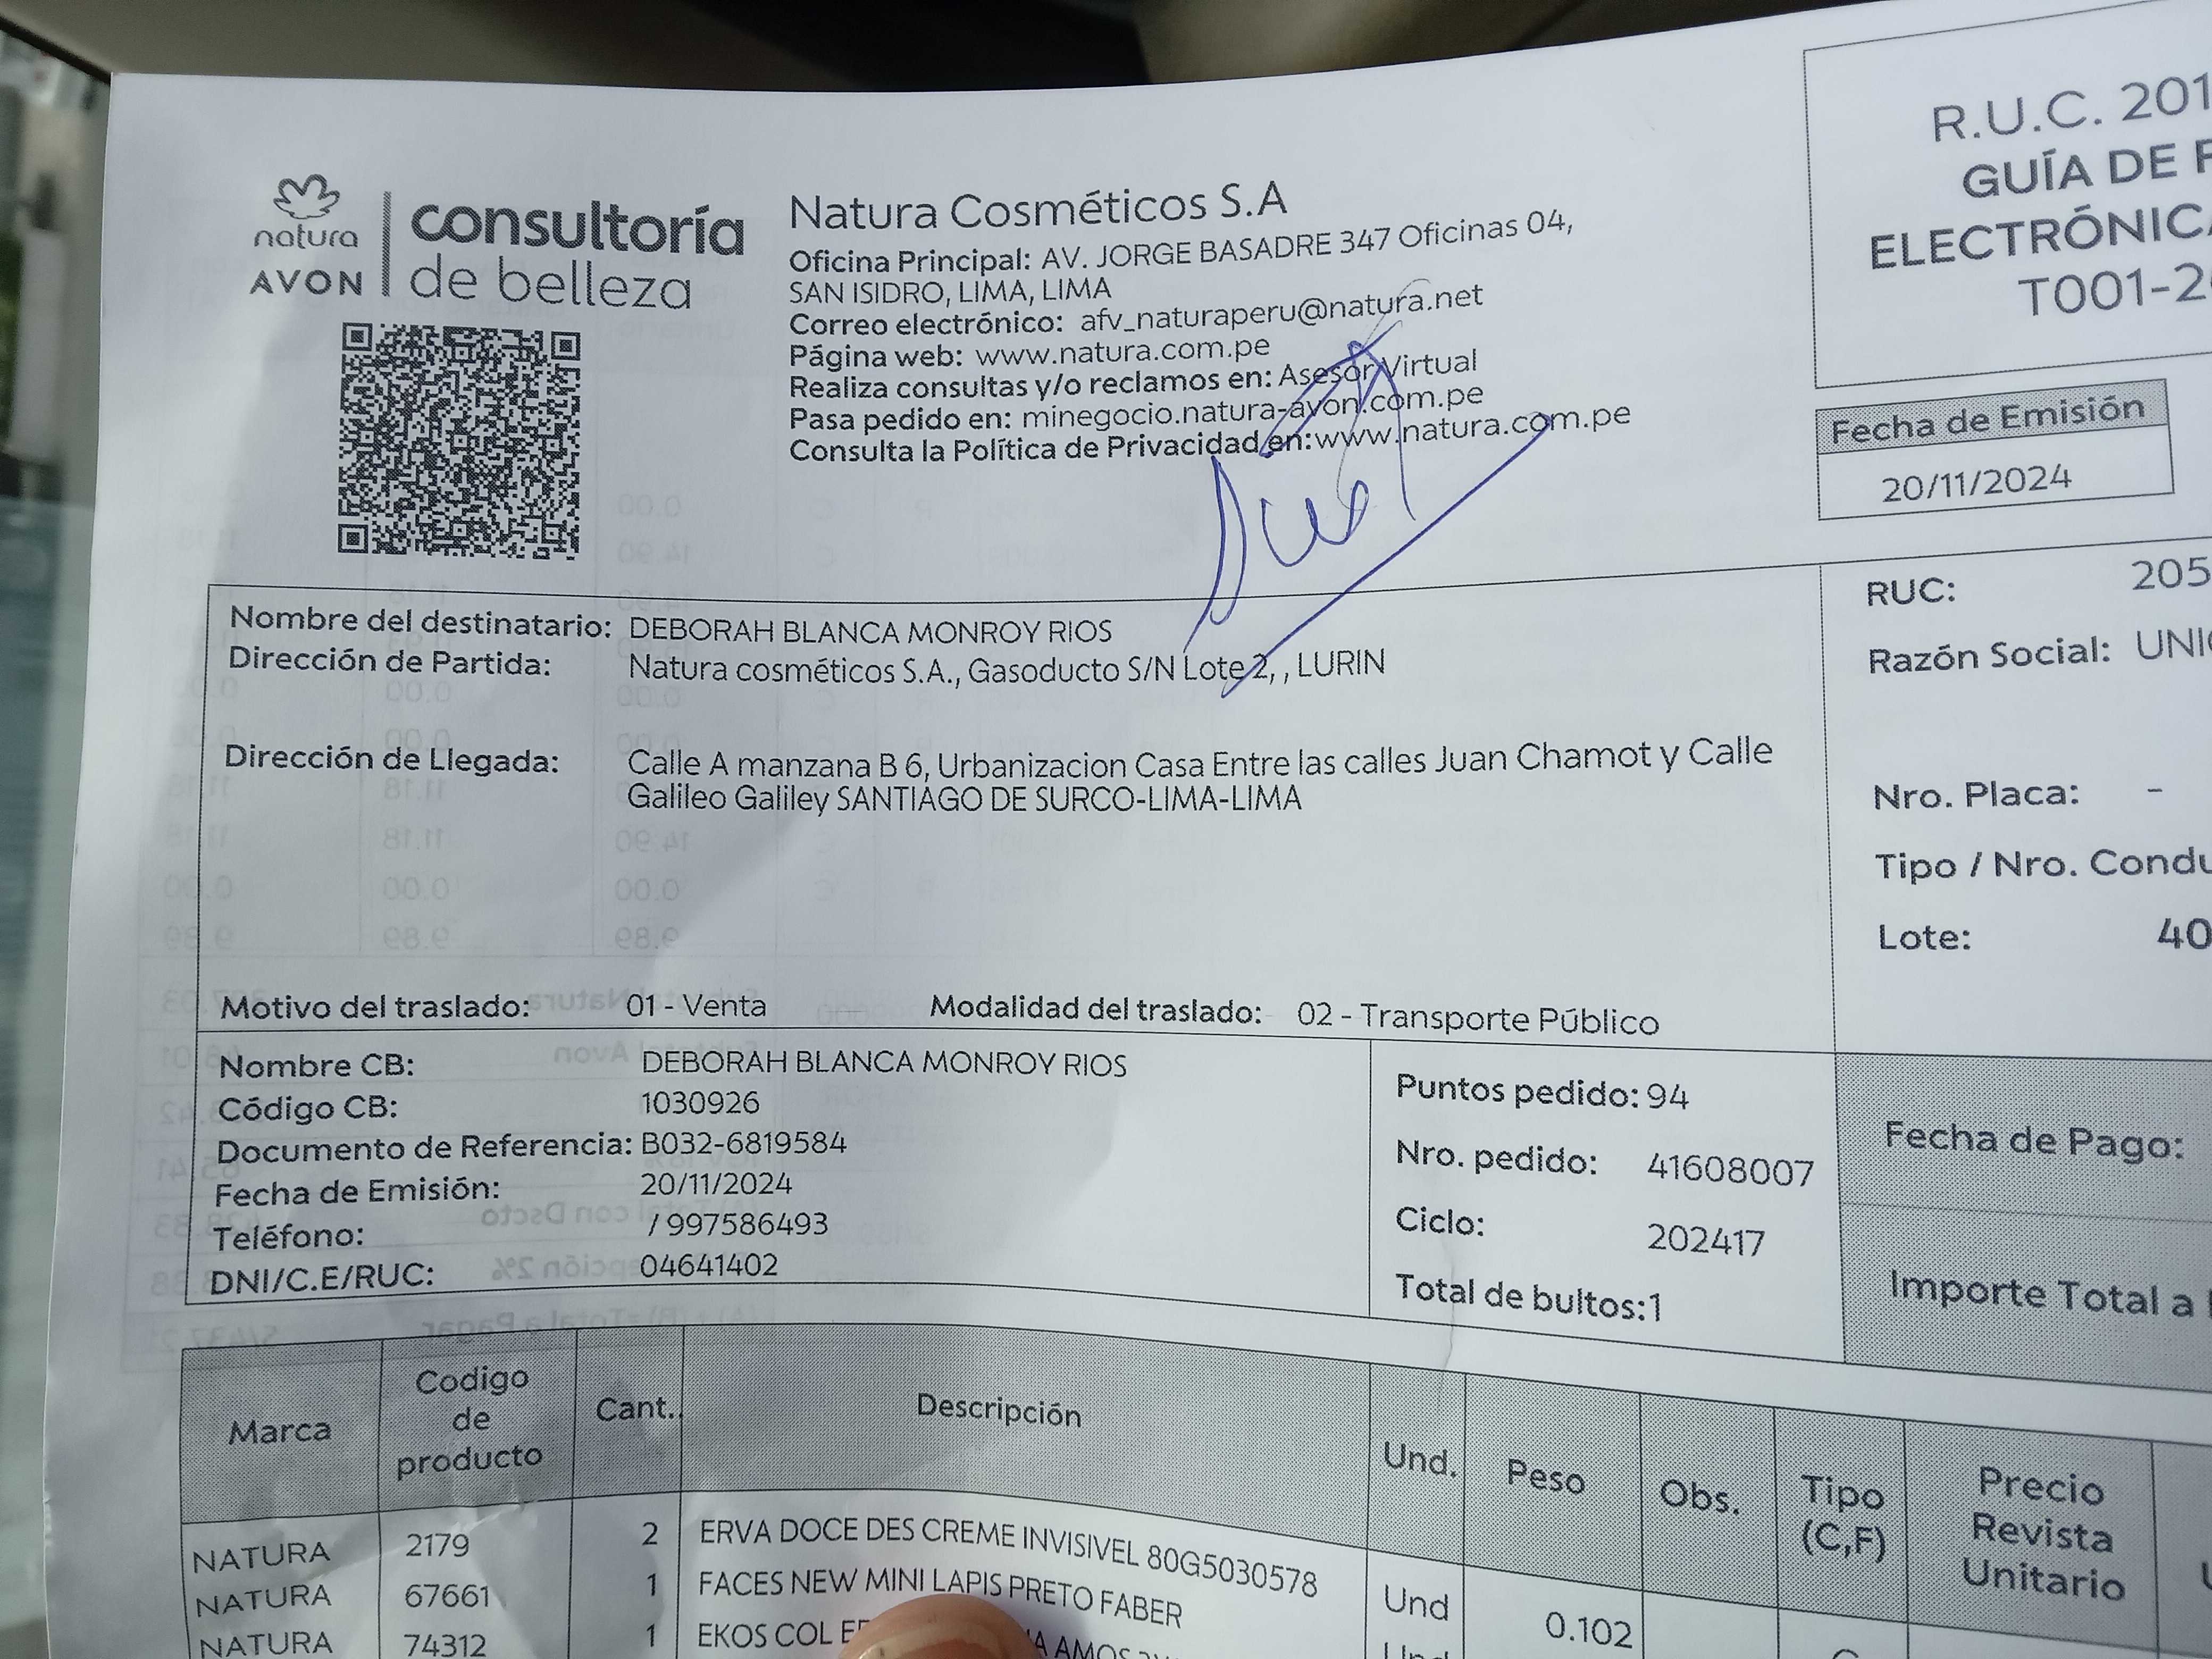 natura
AVON
consultoría
de belleza
Natura Cosméticos S.A
Oficina Principal: AV. JORGE BASADRE 347 Oficinas 04,
SAN ISIDRO, LIMA, LIMA
Correo electrónico: afv_naturaperu@natura.net
Página web: www.natura.com.pe
Realiza consultas y/o reclamos en: Asesor Virtual
Pasa pedido en: minegocio.natura-avon.com.pe
Consulta la Política de Privacidad en:www.natura.com.pe
R.U.C. 201
GUÍA DE
ELECTRÓNICA
T001-2
Fecha de Emisión
20/11/2024
Nombre del destinatario: DEBORAH BLANCA MONROY RIOS
Dirección de Partida: Natura cosméticos S.A., Gasoducto S/N Lote 2, , LURIN
Dirección de Llegada: Calle A manzana B 6, Urbanizacion Casa Entre las calles Juan Chamot y Calle
Galileo Galiley SANTIAGO DE SURCO-LIMA-LIMA
Motivo del traslado: 01 - Venta Modalidad del traslado: 02 - Transporte Público
RUC: 205
Razón Social: UNI
Nro. Placa: -
Tipo / Nro. Condu
Lote: 40
Nombre CB: DEBORAH BLANCA MONROY RIOS
Código CB: 1030926
Documento de Referencia: B032-6819584
Fecha de Emisión: 20/11/2024
Teléfono: / 997586493
DNI/C.E/RUC: 04641402
Puntos pedido: 94
Nro. pedido: 41608007
Ciclo: 202417
Total de bultos:1
Fecha de Pago:
Importe Total a
Marca Codigo de producto Cant. Descripción Und. Peso Obs. Tipo (C,F) Precio Revista Unitario
NATURA 2179 2 ERVA DOCE DES CREME INVISIVEL 80G5030578 Und 0.102
NATURA 67661 1 FACES NEW MINI LAPIS PRETO FABER
NATURA 74312 1 EKOS COL